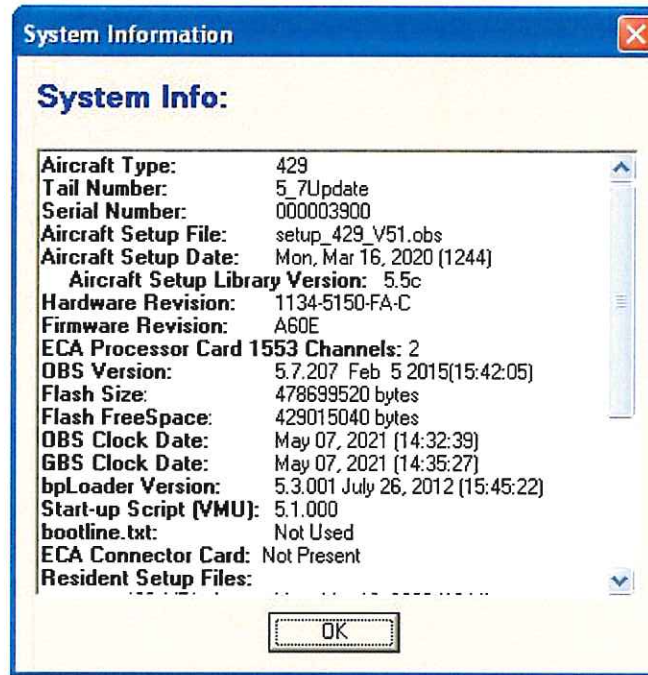 System Information
System Info:
Aircraft Type: 429
Tail Number: 5_7Update
Serial Number: 000003900
Aircraft Setup File: setup_429_V51.obs
Aircraft Setup Date: Mon, Mar 16, 2020 (1244)
Aircraft Setup Library Version: 5.5c
Hardware Revision: 1134-5150-FA-C
Firmware Revision: A60E
ECA Processor Card 1553 Channels: 2
OBS Version: 5.7.207 Feb 5 2015(15:42:05)
Flash Size: 478699520 bytes
Flash FreeSpace: 429015040 bytes
OBS Clock Date: May 07, 2021 (14:32:39)
GBS Clock Date: May 07, 2021 (14:35:27)
bpLoader Version: 5.3.001 July 26, 2012 (15:45:22)
Start-up Script (VMU): 5.1.000
bootline.txt: Not Used
ECA Connector Card: Not Present
Resident Setup Files:
OK